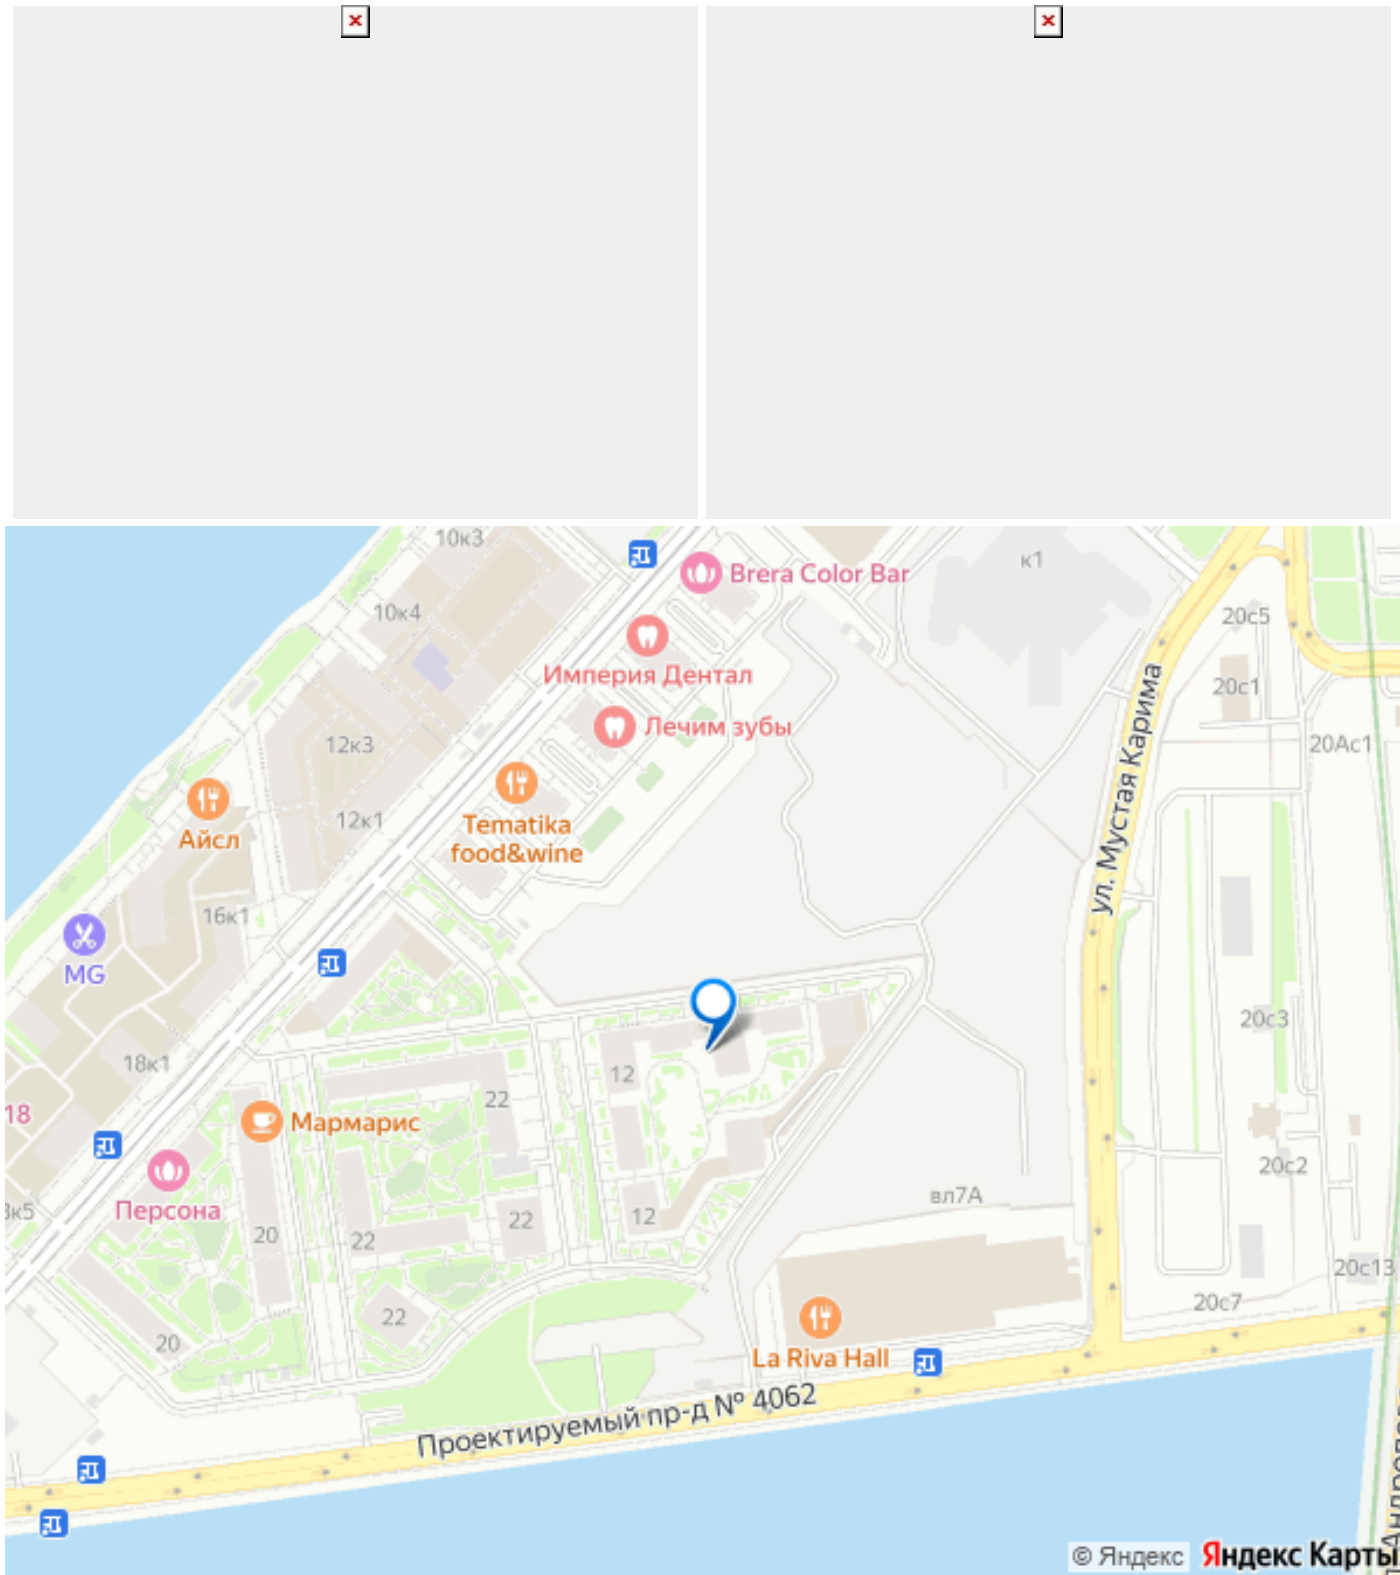 10к3
Brera Color Bar
к1
10к4
20с5
Империя Дентал
20с1
ул. Мустая Карима
Лечим зубы
12к3
20Ас1
Айсл
12к1
Tematika
food&wine
16к1
MG
20с3
18к1
12
18
22
Мармарис
20с2
вл7А
Персона
3к5
20
22
22
12
20с13
20с7
20
22
La Riva Hall
Проектируемый пр-д № 4062
© Яндекс
Яндекс Карты